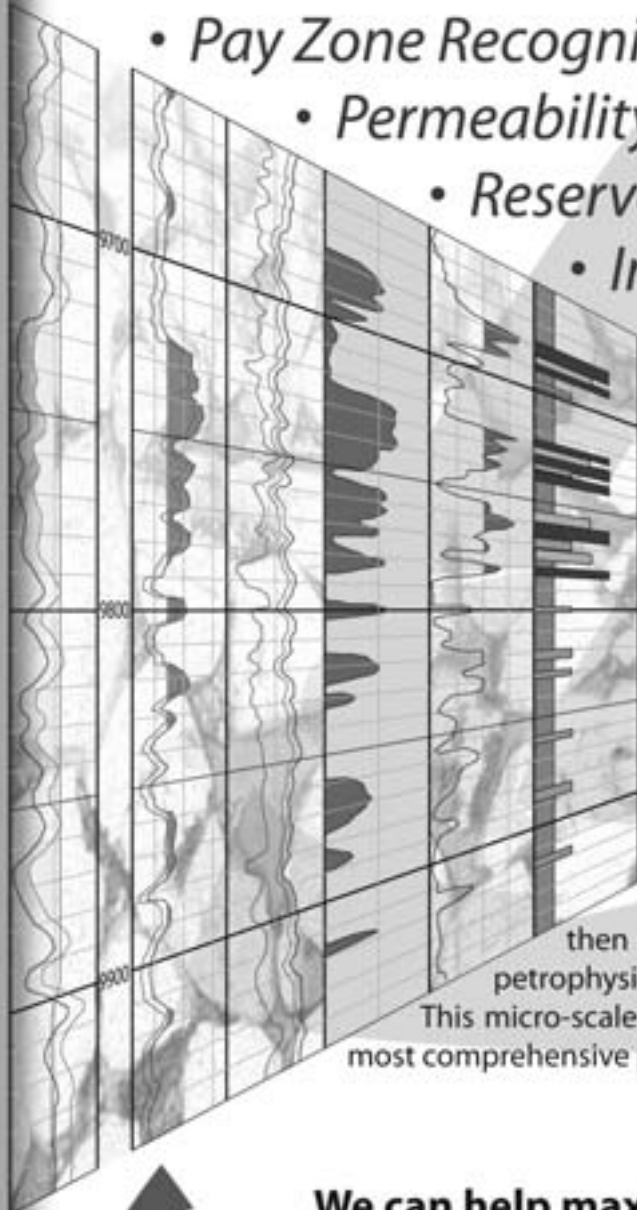 • Pay Zone Recogni
• Permeability
• Reserv
• I
9700
9800
9900
then
petrophysi
This micro-scale
most comprehensive
We can help max